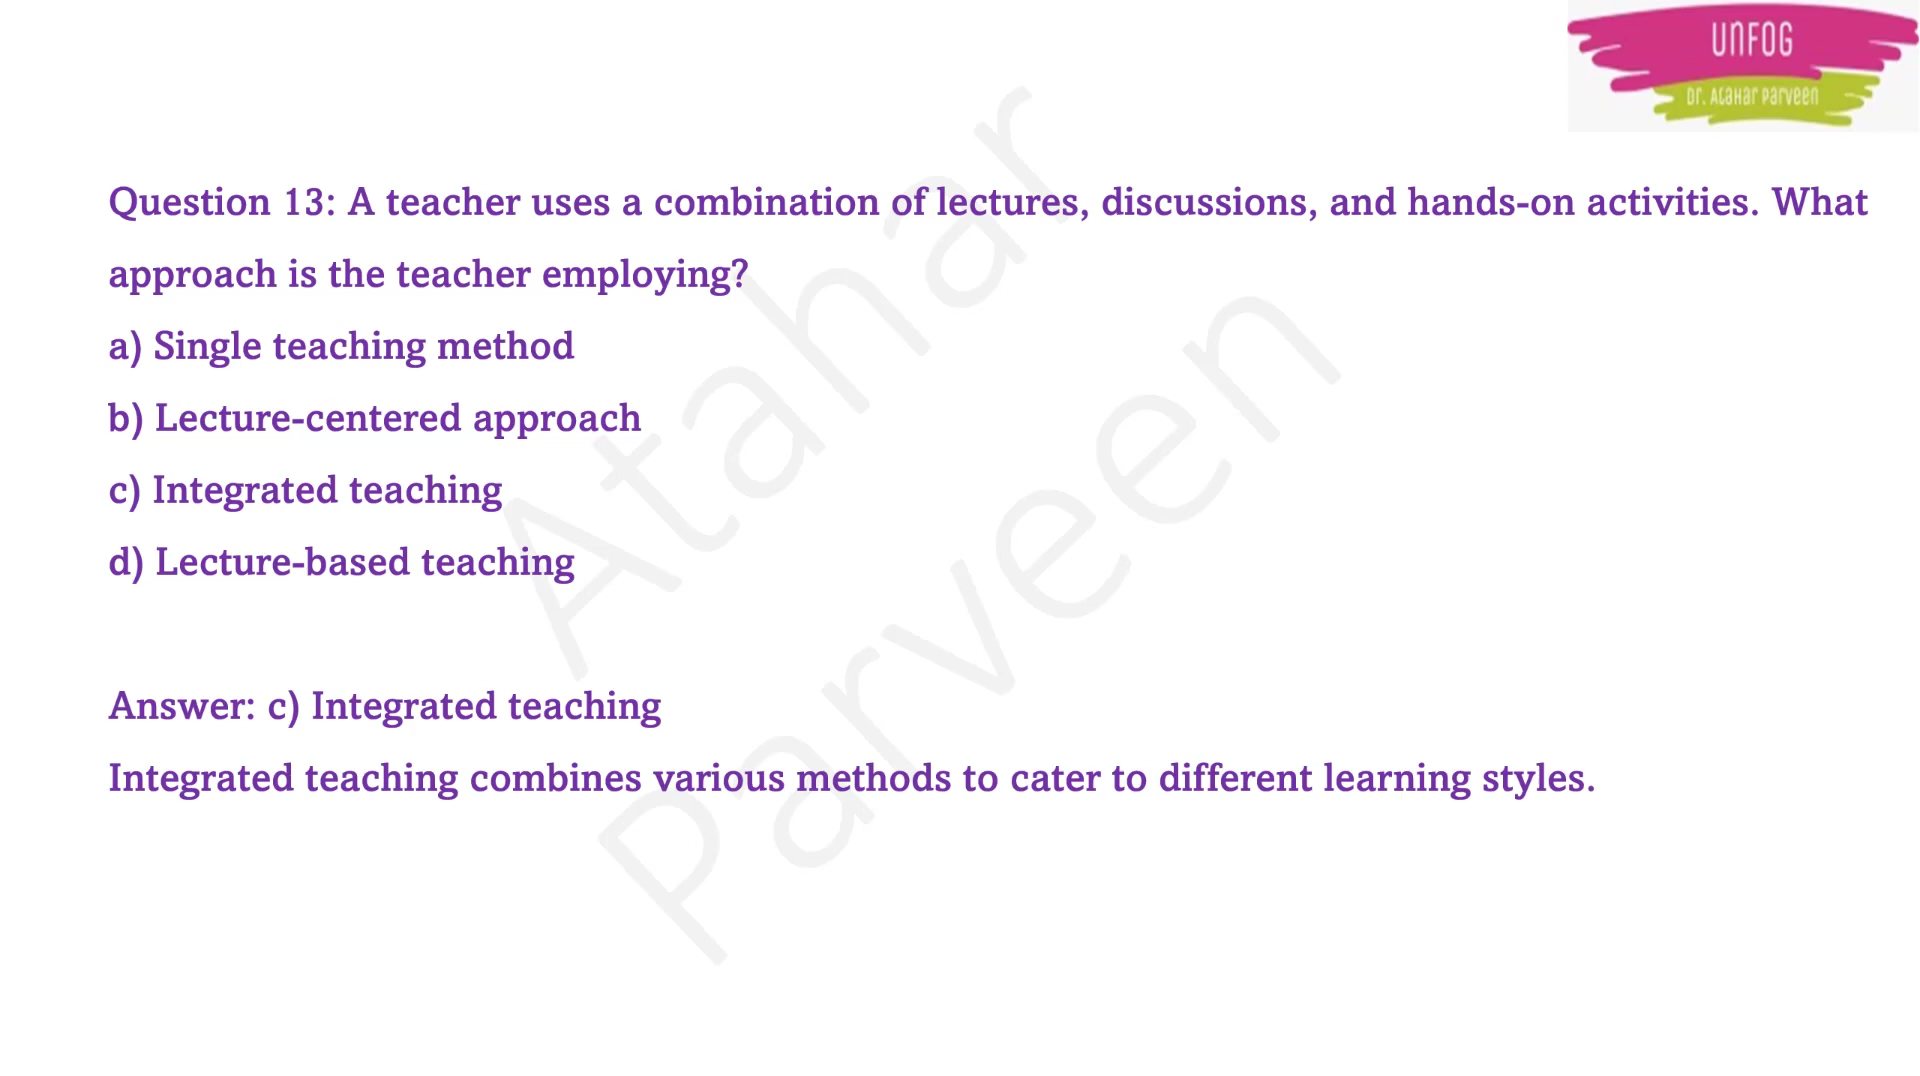 UNFOG
Dr. Atahar Parveen
Question 13: A teacher uses a combination of lectures, discussions, and hands-on activities. What
approach is the teacher employing?
a) Single teaching method
b) Lecture-centered approach
c) Integrated teaching
d) Lecture-based teaching
Answer: c) Integrated teaching
Integrated teaching combines various methods to cater to different learning styles.
Atahar
Parveen